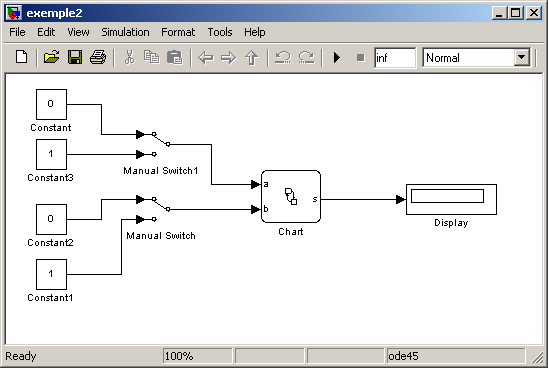 exemple2
File Edit View Simulation Format Tools Help
inf Normal
0
Constant
1
Constant3
Manual Switch1
0
Constant2
Manual Switch
1
Constant1
a
b
s
Chart
Display
Ready 100% ode45